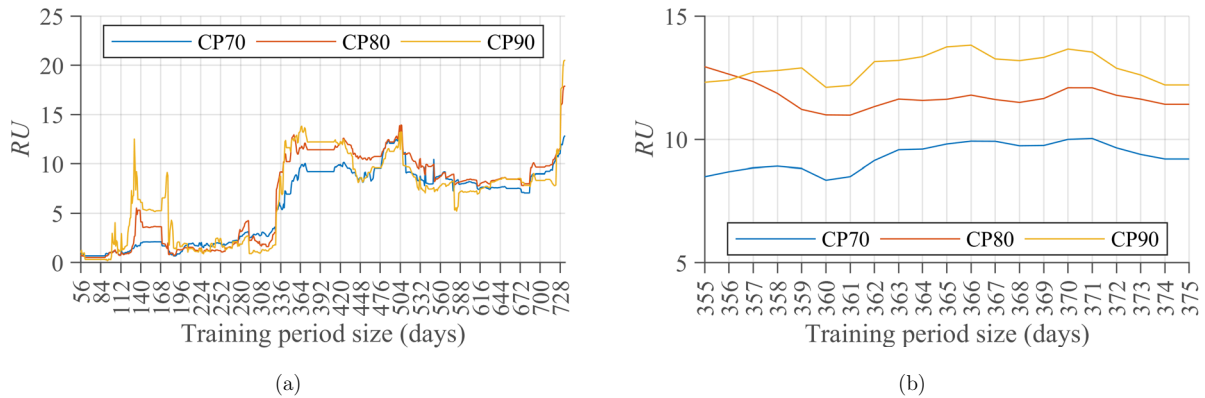 25
20
15
10
5
0
RU
CP70 CP80 CP90
56 84 112 140 168 196 224 252 280 308 336 364 392 420 448 476 504 532 560 588 616 644 672 700 728
Training period size (days)
(a)
15
10
5
RU
CP70 CP80 CP90
355 356 357 358 359 360 361 362 363 364 365 366 367 368 369 370 371 372 373 374 375
Training period size (days)
(b)